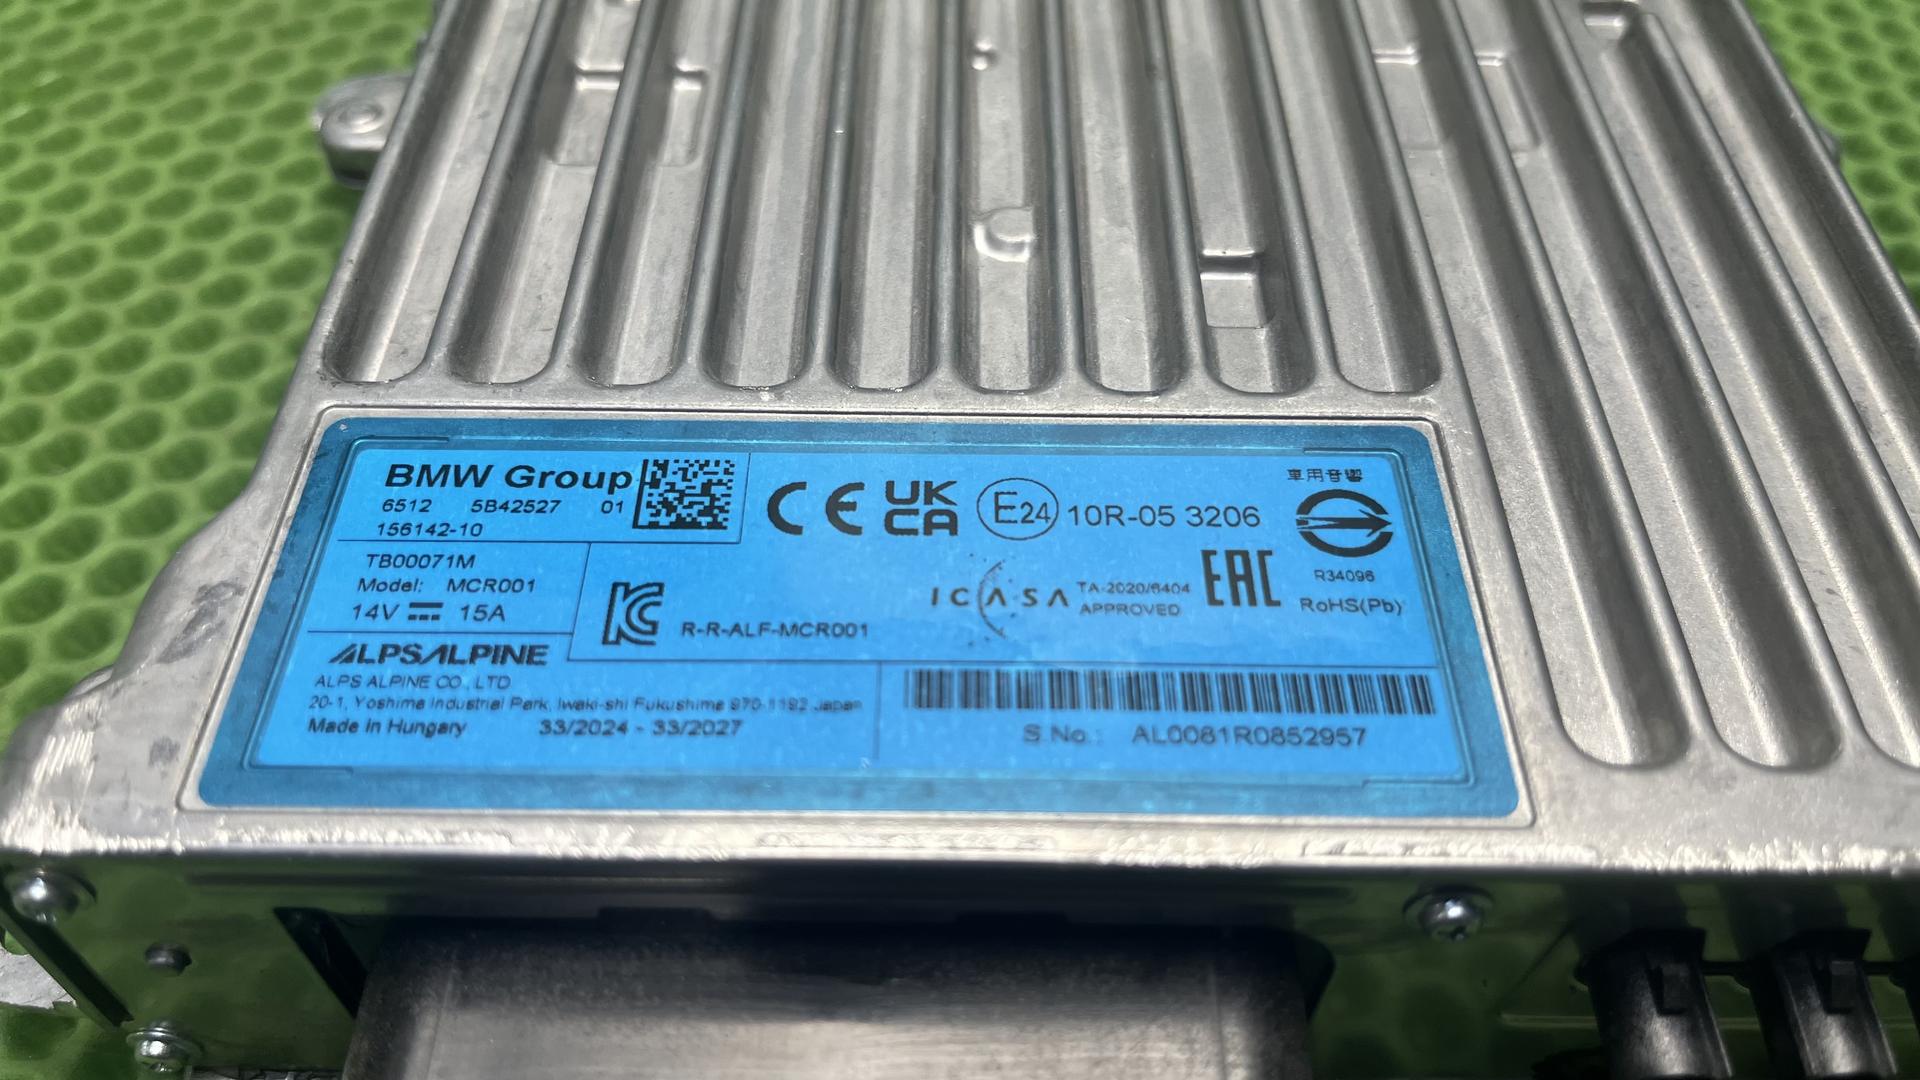 BMW Group
6512 5B42527 01
156142-10
TB00071M
Model: MCR001
14V 15A
ALPSALPINE
ALPS ALPINE CO., LTD
20-1, Yoshima Industrial Park, Iwaki-shi Fukushima 970-1192 Japan
Made in Hungary 33/2024 - 33/2027
CE UK CA E24 10R-05 3206
車用音響
R34096
RoHS(Pb)
KC R-R-ALF-MCR001
ICASA TA-2020/6404
APPROVED
EAC
S.No.: AL0081R0852957